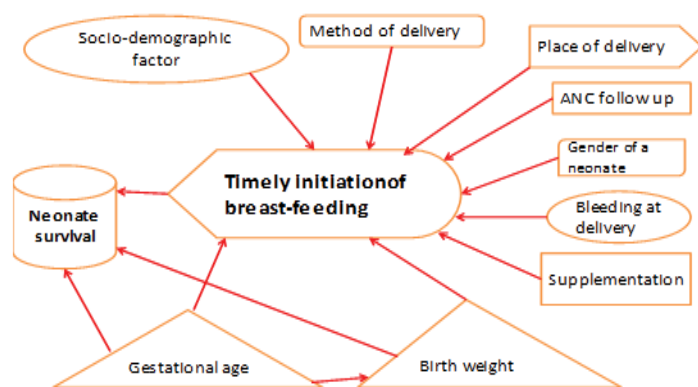 Socio-demographic
factor
Method of delivery
Place of delivery
ANC follow up
Gender of a
neonate
Timely initiationof
breast-feeding
Bleeding at
delivery
Neonate
survival
Supplementation
Gestational age
Birth weight